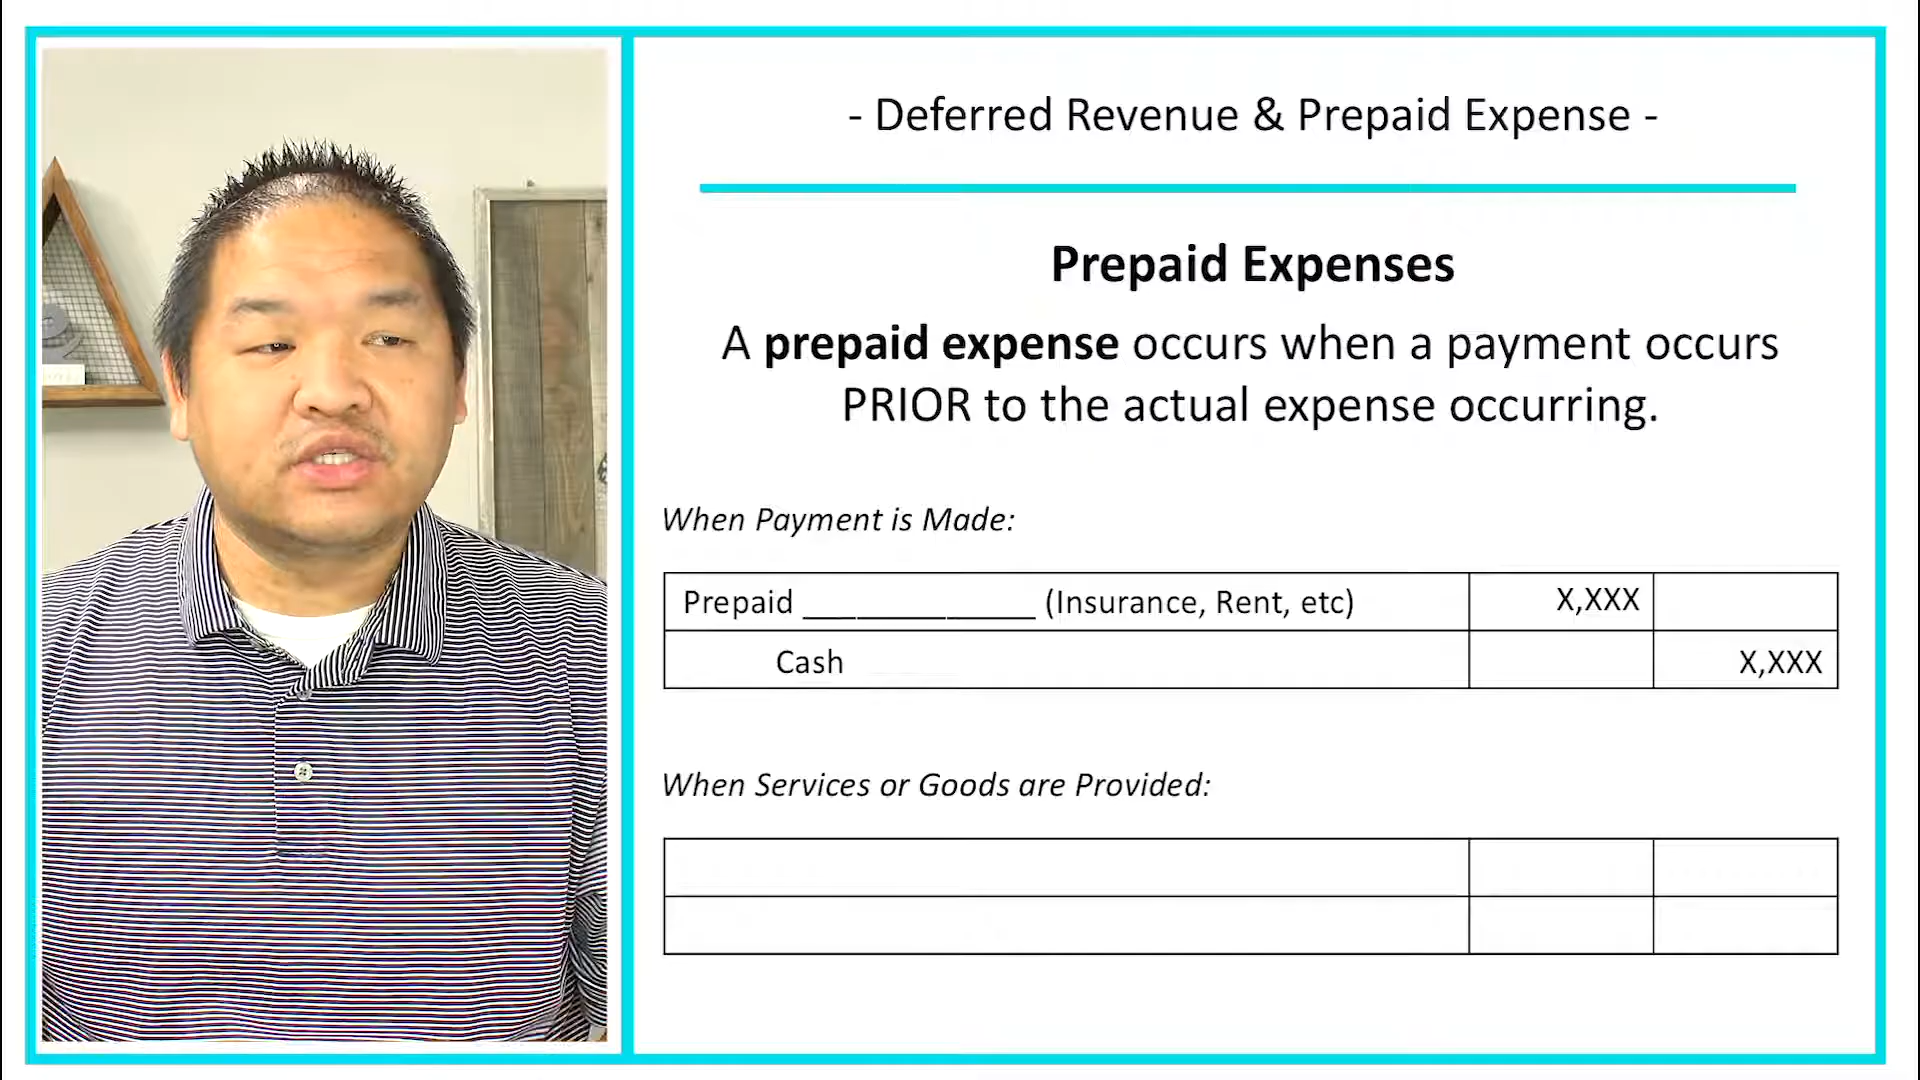 - Deferred Revenue & Prepaid Expense -
Prepaid Expenses
A prepaid expense occurs when a payment occurs
PRIOR to the actual expense occurring.
When Payment is Made:
Prepaid _____________ (Insurance, Rent, etc) X,XXX
Cash X,XXX
When Services or Goods are Provided: